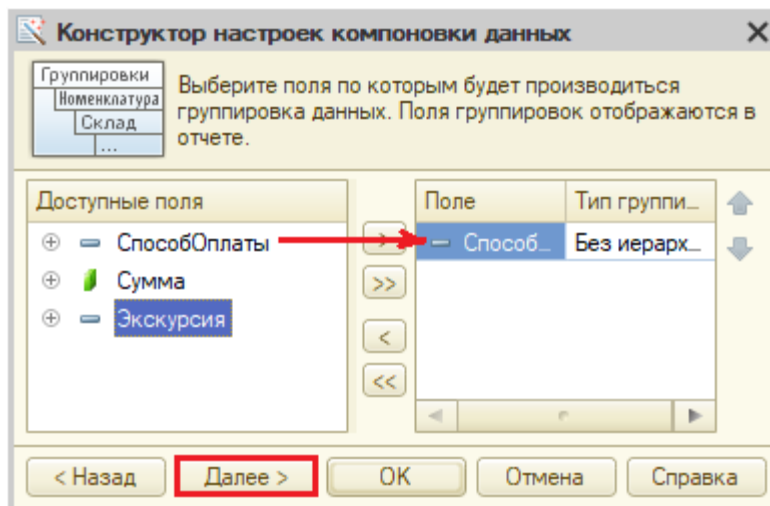 Конструктор настроек компоновки данных
Группировки
Номенклатура
Склад
...
Выберите поля по которым будет производиться
группировка данных. Поля группировок отображаются в
отчете.
Доступные поля
СпособОплаты
Сумма
Экскурсия
>
>>
<
<<
Поле Тип группи...
Способ... Без иерарх...
< Назад Далее > OK Отмена Справка